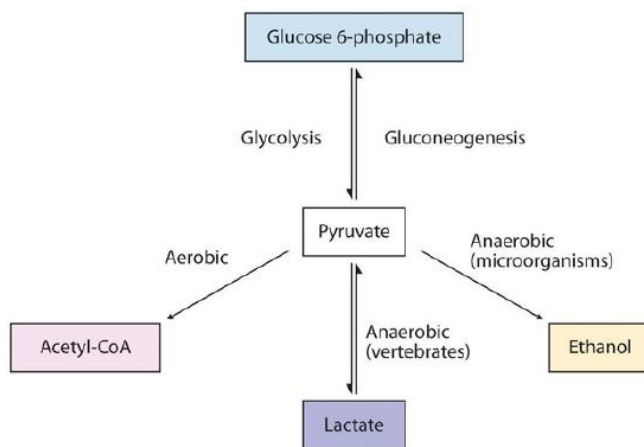 Glucose 6-phosphate
Glycolysis
Gluconeogenesis
Pyruvate
Aerobic
Anaerobic
(microorganisms)
Acetyl-CoA
Anaerobic
(vertebrates)
Ethanol
Lactate